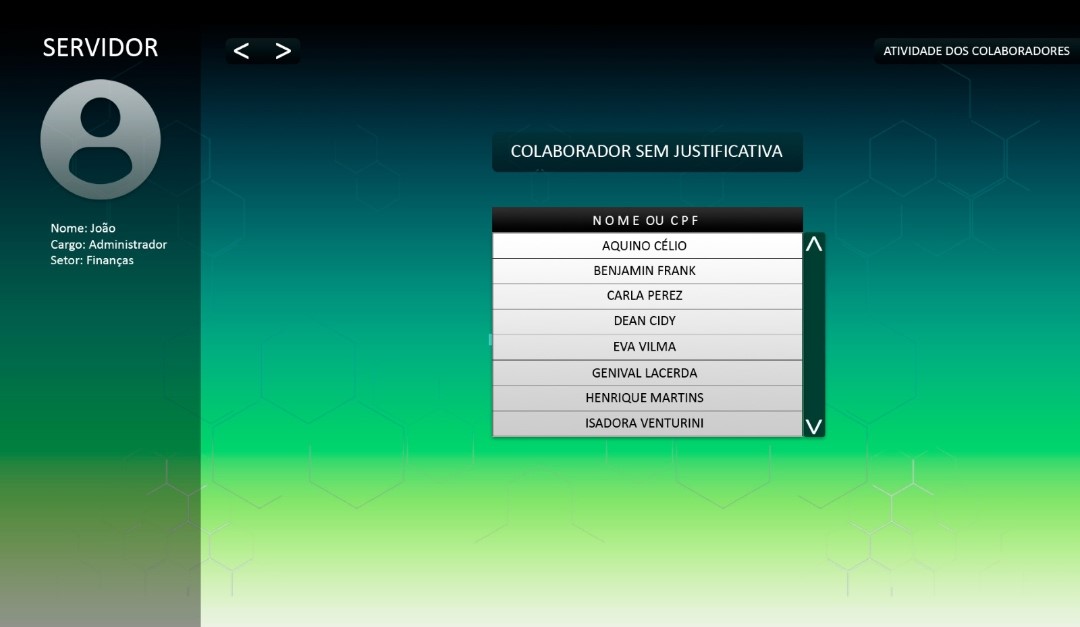 SERVIDOR
< >
ATIVIDADE DOS COLABORADORES
Nome: João
Cargo: Administrador
Setor: Finanças
COLABORADOR SEM JUSTIFICATIVA
NOME OU CPF
AQUINO CÉLIO
BENJAMIN FRANK
CARLA PEREZ
DEAN CIDY
EVA VILMA
GENIVAL LACERDA
HENRIQUE MARTINS
ISADORA VENTURINI